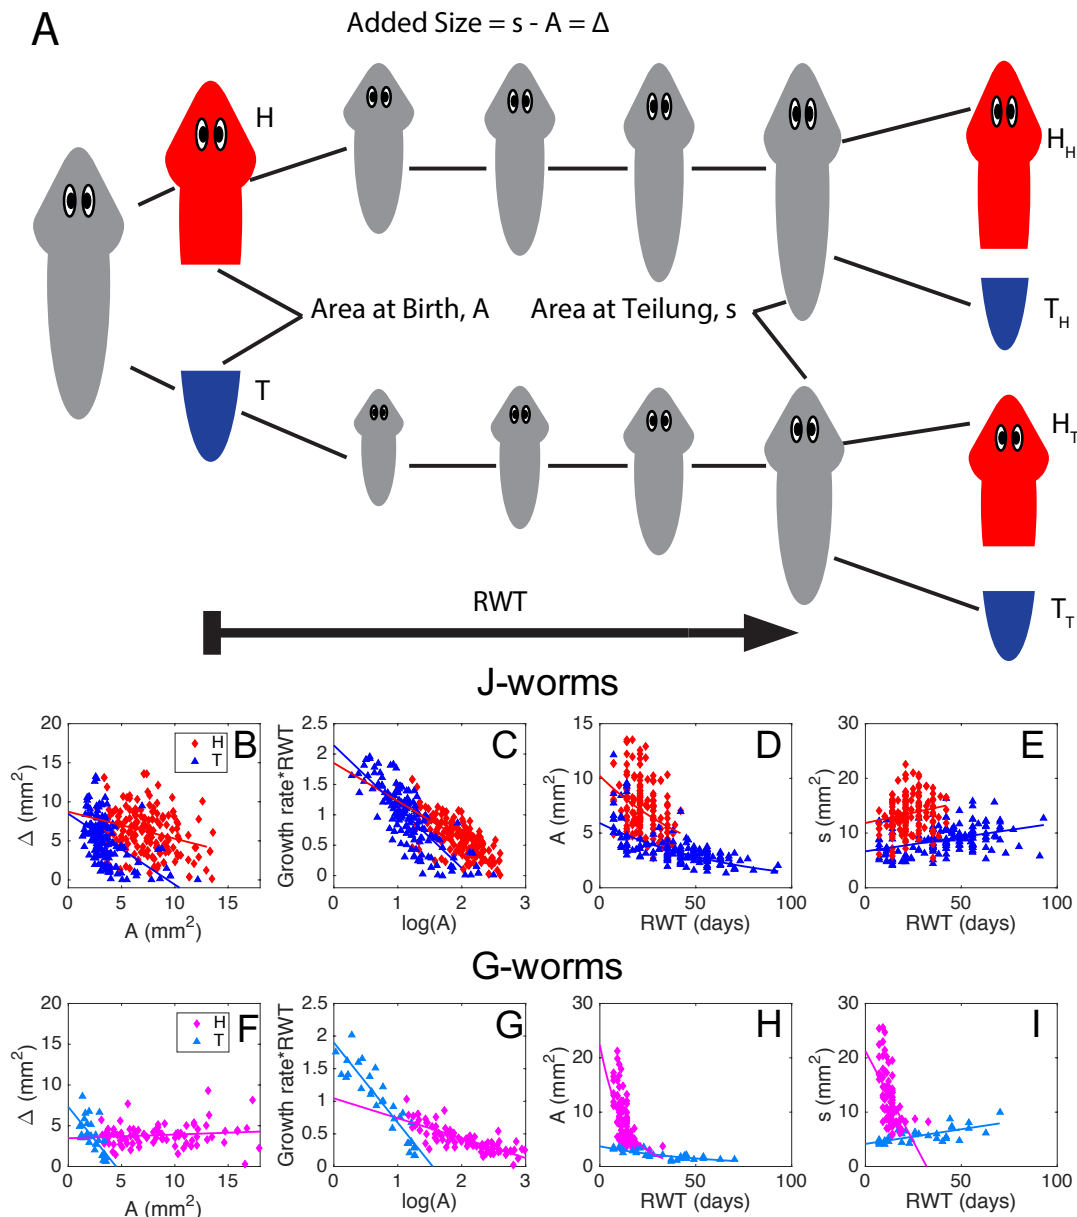 A
Added Size = s - A = Δ
H
H_H
Area at Birth, A
Area at Teilung, s
T_H
T
H_T
T_T
RWT
J-worms
B
H
T
Δ (mm²)
20
15
10
5
0
0 5 10 15
A (mm²)
C
Growth rate*RWT
2.5
2
1.5
1
0.5
0
0 1 2 3
log(A)
D
A (mm²)
15
10
5
0
0 50 100
RWT (days)
E
s (mm²)
30
20
10
0
0 50 100
RWT (days)
G-worms
F
H
T
Δ (mm²)
20
15
10
5
0
0 5 10 15
A (mm²)
G
Growth rate*RWT
2.5
2
1.5
1
0.5
0
0 1 2 3
log(A)
H
A (mm²)
30
20
10
0
0 50 100
RWT (days)
I
s (mm²)
30
20
10
0
0 50 100
RWT (days)